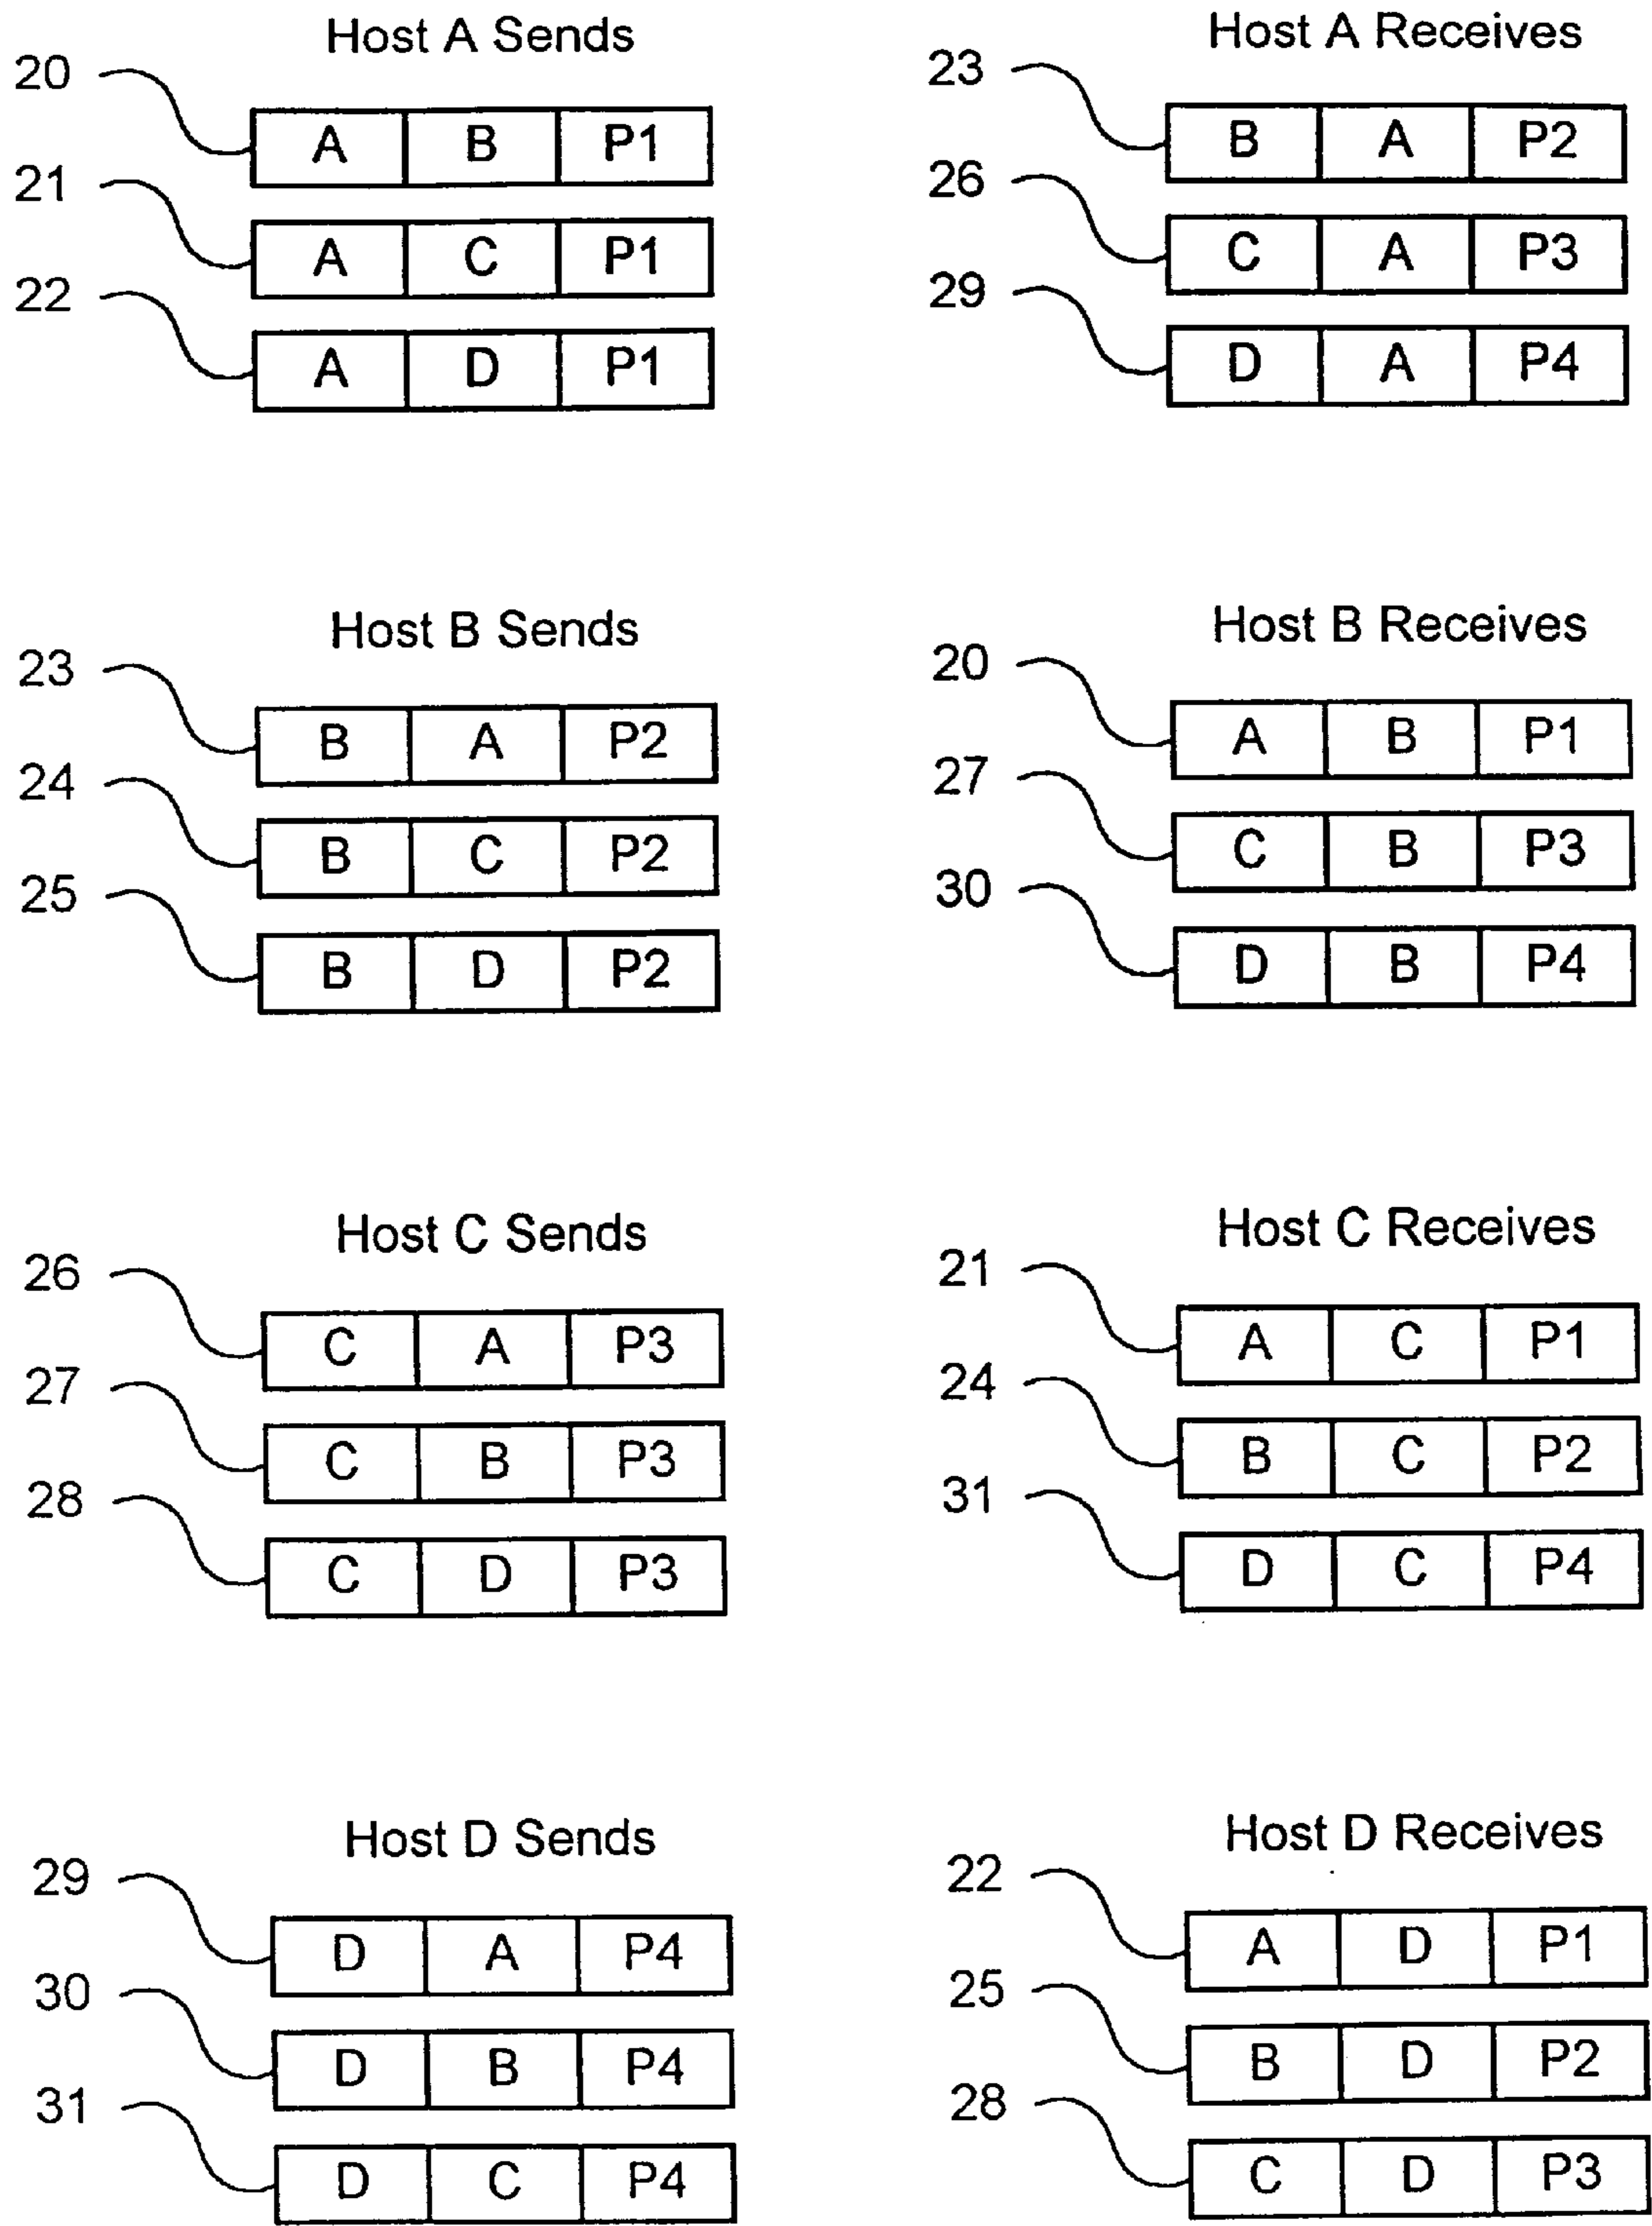 Host A Sends
20 A B P1
21 A C P1
22 A D P1
Host A Receives
23 B A P2
26 C A P3
29 D A P4
Host B Sends
23 B A P2
24 B C P2
25 B D P2
Host B Receives
20 A B P1
27 C B P3
30 D B P4
Host C Sends
26 C A P3
27 C B P3
28 C D P3
Host C Receives
21 A C P1
24 B C P2
31 D C P4
Host D Sends
29 D A P4
30 D B P4
31 D C P4
Host D Receives
22 A D P1
25 B D P2
28 C D P3